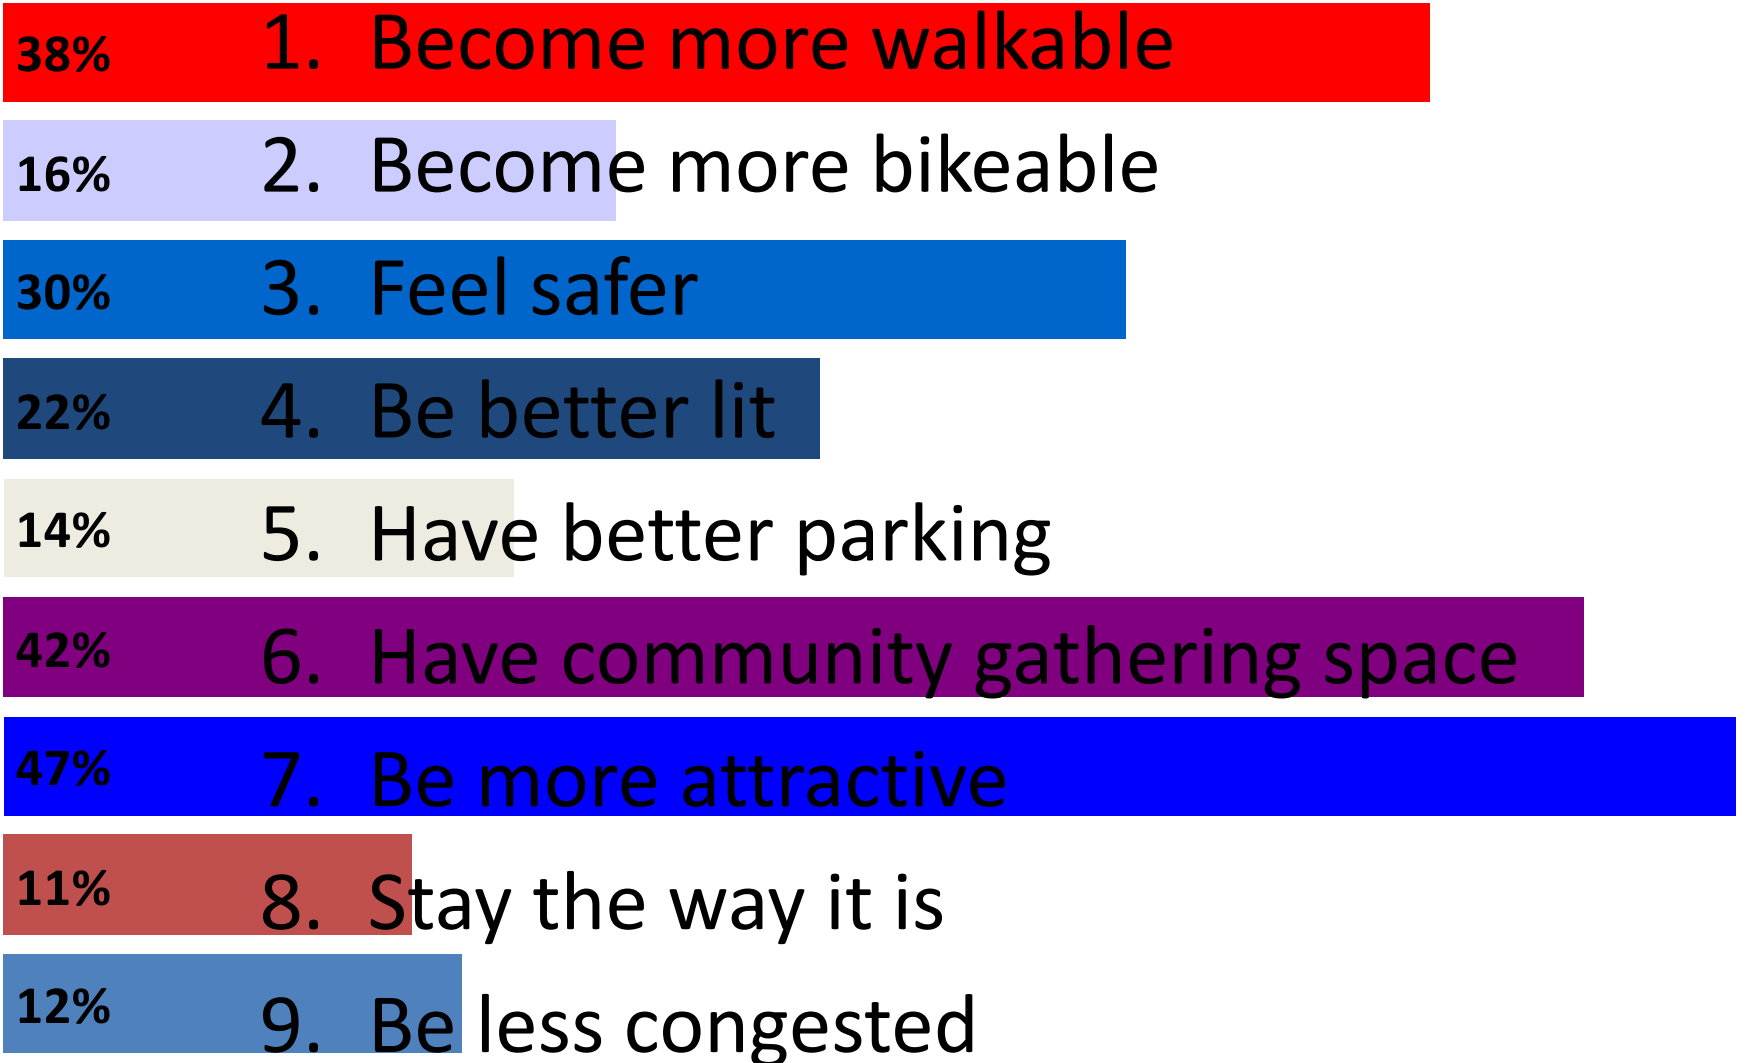 38% 1. Become more walkable
16% 2. Become more bikeable
30% 3. Feel safer
22% 4. Be better lit
14% 5. Have better parking
42% 6. Have community gathering space
47% 7. Be more attractive
11% 8. Stay the way it is
12% 9. Be less congested